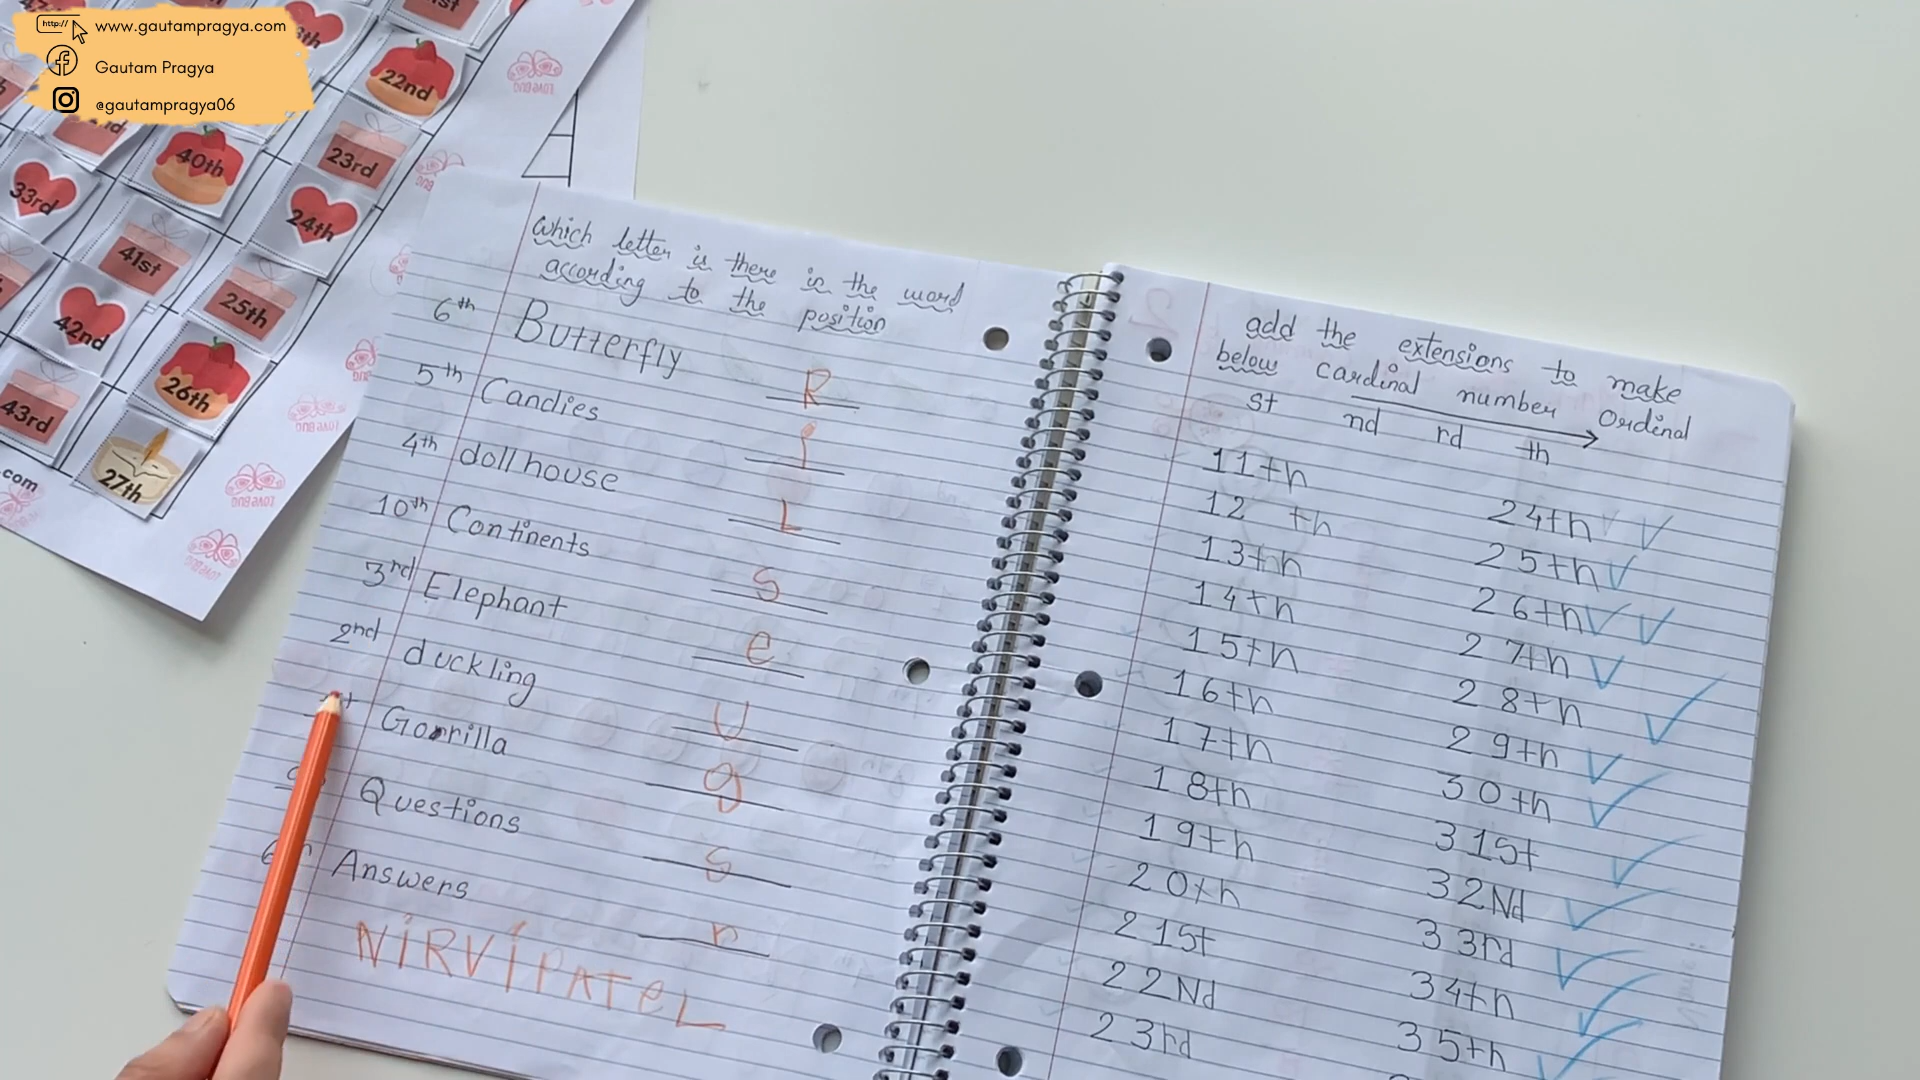 http://
www.gautampragya.com
Gautam Pragya
@gautampragya06
22nd
40th
23rd
33rd
24th
41st
25th
42nd
26th
43rd
27th
.com
Which letter is there in the word
according to the position
6th Butterfly R
5th Candies i
4th doll house L
10th Continents S
3rd Elephant e
2nd duckling U
Gorrilla g
Questions S
Answers r
NiRViPATeL
add the extensions to make
below cardinal number Ordinal
st nd rd th
11th
12 th 24th
13th 25th
14th 26th
15th 27th
16th 28th
17th 29th
18th 30th
19th 31st
20th 32Nd
21st 33rd
22Nd 34th
23rd 35th